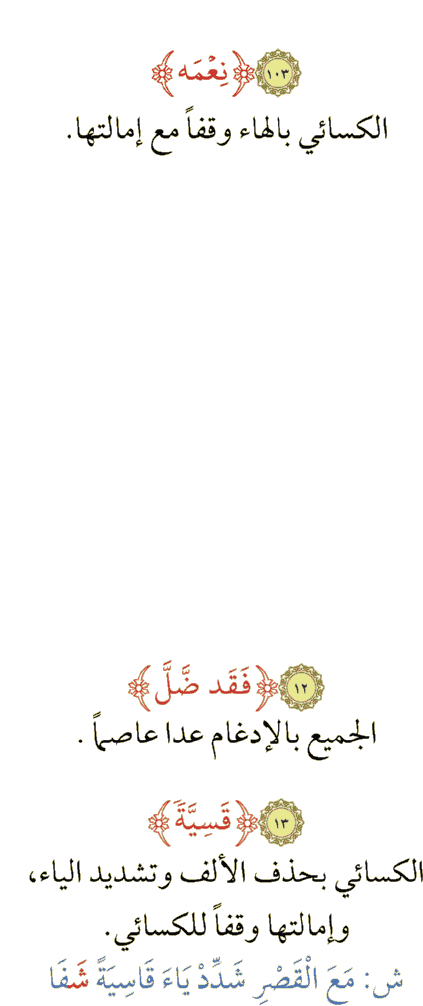 ١٠٣ ﴿نِعْمَه﴾
الكسائي بالهاء وقفاً مع إمالتها.
١٢ ﴿فَقَد ضَّلَّ﴾
الجميع بالإدغام عدا عاصماً .
١٣ ﴿قَسِيَّةً﴾
الكسائي بحذف الألف وتشديد الياء،
وإمالتها وقفاً للكسائي.
ش: مَعَ الْقَصْرِ شَدِّدْ يَاءَ قَاسِيَةً شَفَا